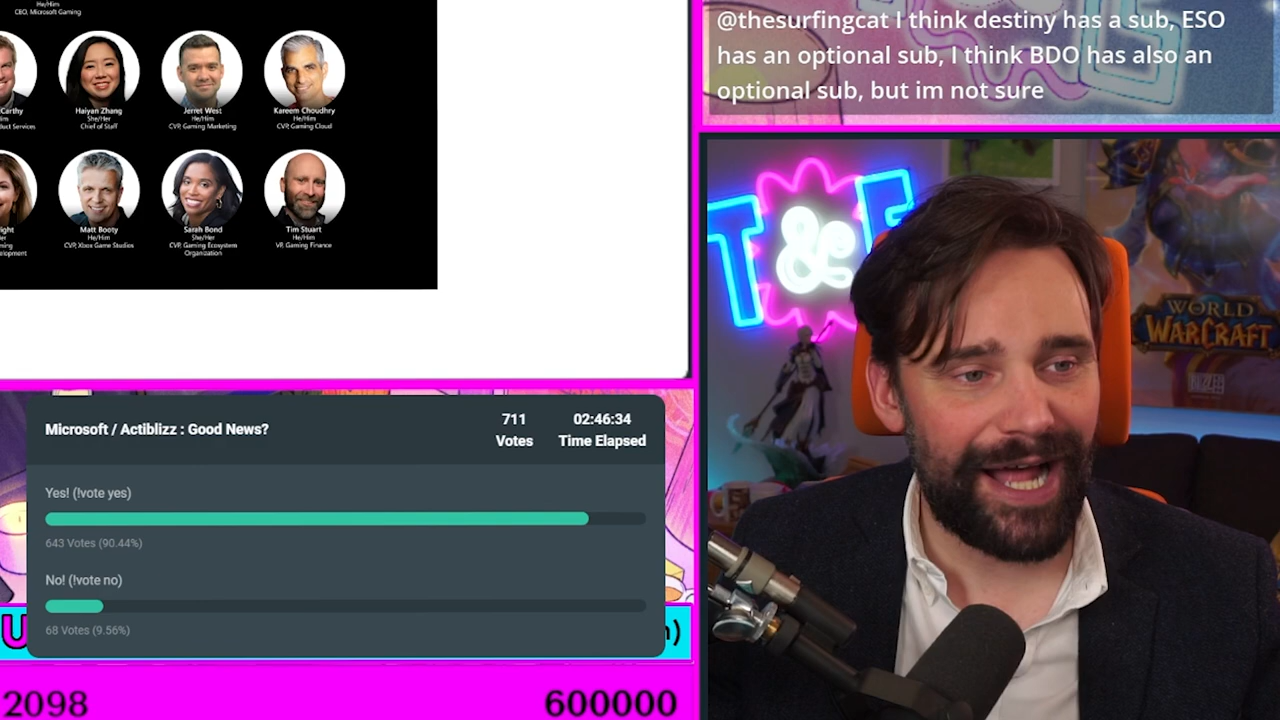 He/Him
CEO, Microsoft Gaming
Carthy
Haiyan Zhang
She/Her
Chief of Staff
Jerret West
He/Him
CVP, Gaming Marketing
Kareem Choudhry
He/Him
CVP, Gaming Cloud
Matt Booty
He/Him
CVP, Xbox Game Studios
Sarah Bond
She/Her
CVP, Gaming Ecosystem
Organization
Tim Stuart
He/Him
VP, Gaming Finance
@thesurfingcat I think destiny has a sub, ESO
has an optional sub, I think BDO has also an
optional sub, but im not sure
T&E
WORLD
WARCRAFT
Microsoft / Actiblizz : Good News?
711
Votes
02:46:34
Time Elapsed
Yes! (!vote yes)
643 Votes (90.44%)
No! (!vote no)
68 Votes (9.56%)
2098
600000